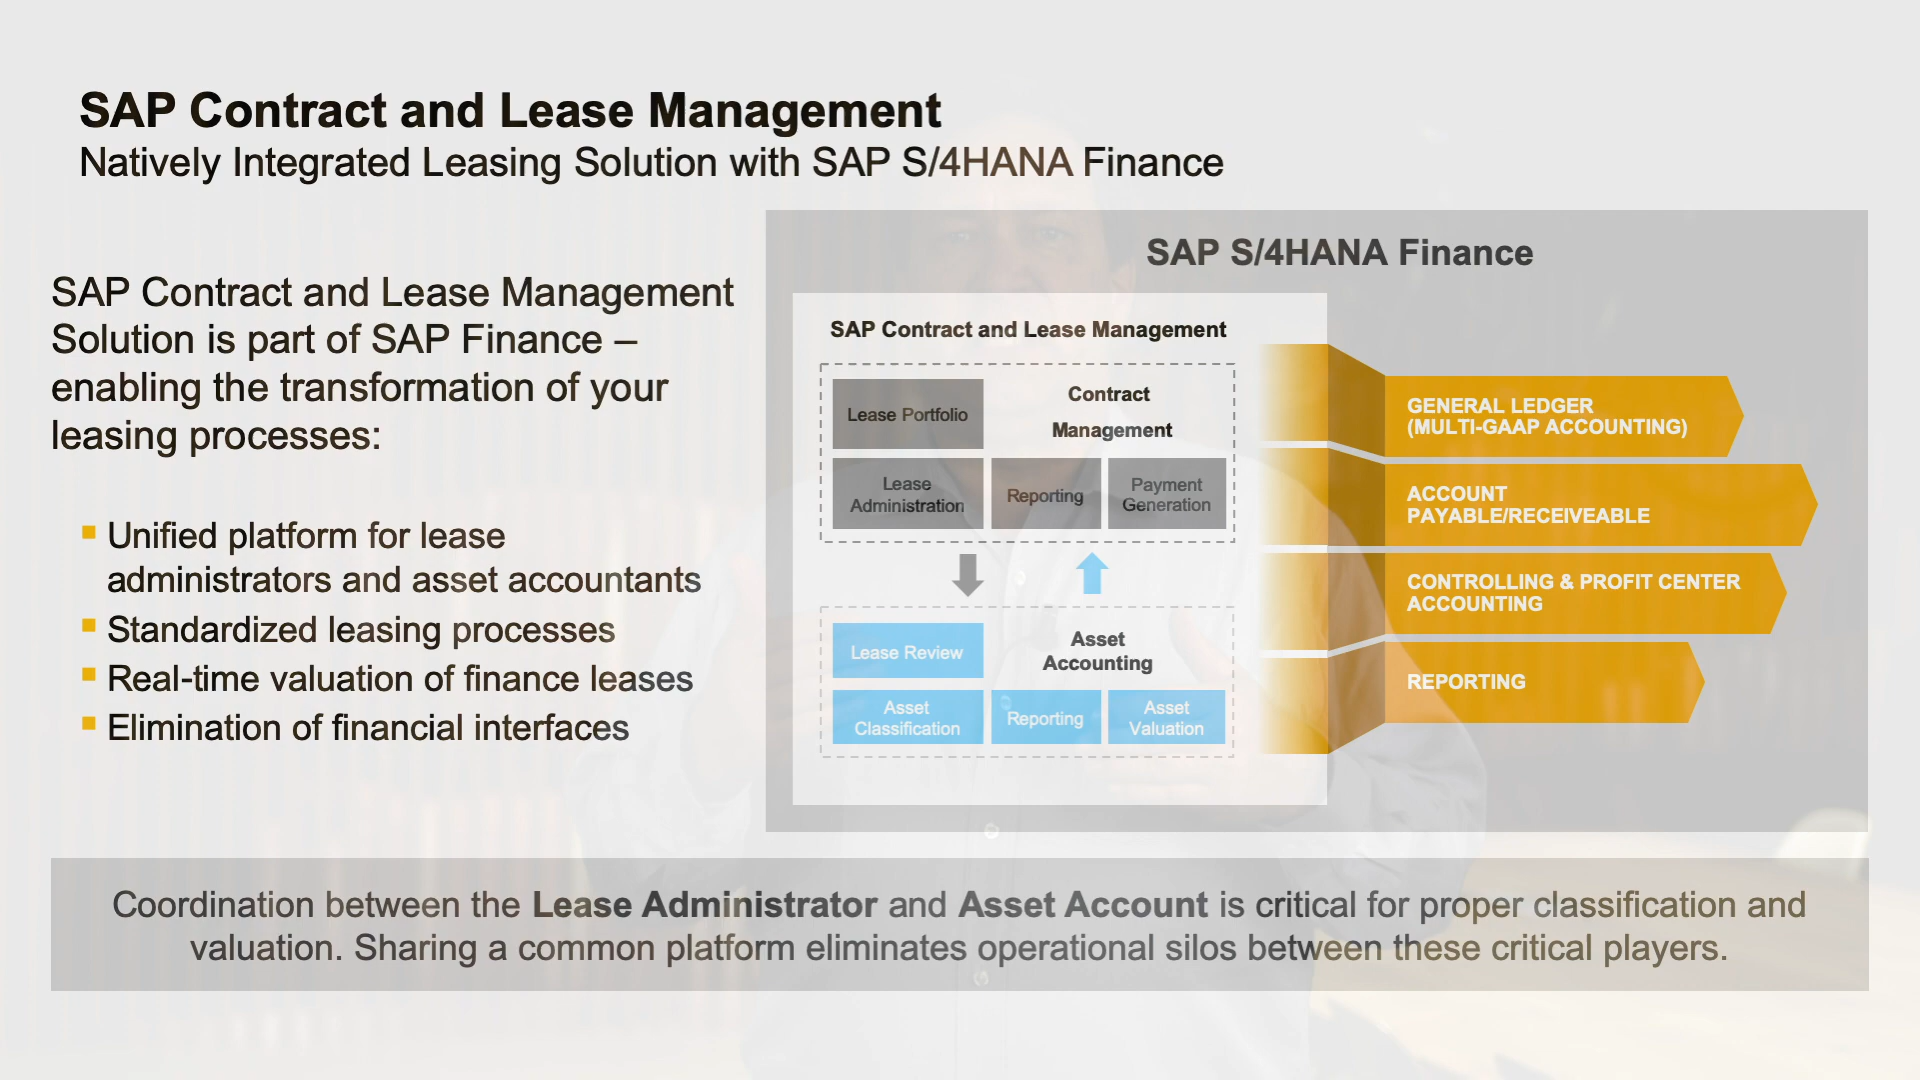 SAP Contract and Lease Management
Natively Integrated Leasing Solution with SAP S/4HANA Finance
SAP Contract and Lease Management
Solution is part of SAP Finance –
enabling the transformation of your
leasing processes:
Unified platform for lease
administrators and asset accountants
Standardized leasing processes
Real-time valuation of finance leases
Elimination of financial interfaces
SAP S/4HANA Finance
SAP Contract and Lease Management
Lease Portfolio
Contract
Management
Lease
Administration
Reporting
Payment
Generation
Lease Review
Asset
Accounting
Asset
Classification
Reporting
Asset
Valuation
GENERAL LEDGER
(MULTI-GAAP ACCOUNTING)
ACCOUNT
PAYABLE/RECEIVEABLE
CONTROLLING & PROFIT CENTER
ACCOUNTING
REPORTING
Coordination between the Lease Administrator and Asset Account is critical for proper classification and
valuation. Sharing a common platform eliminates operational silos between these critical players.